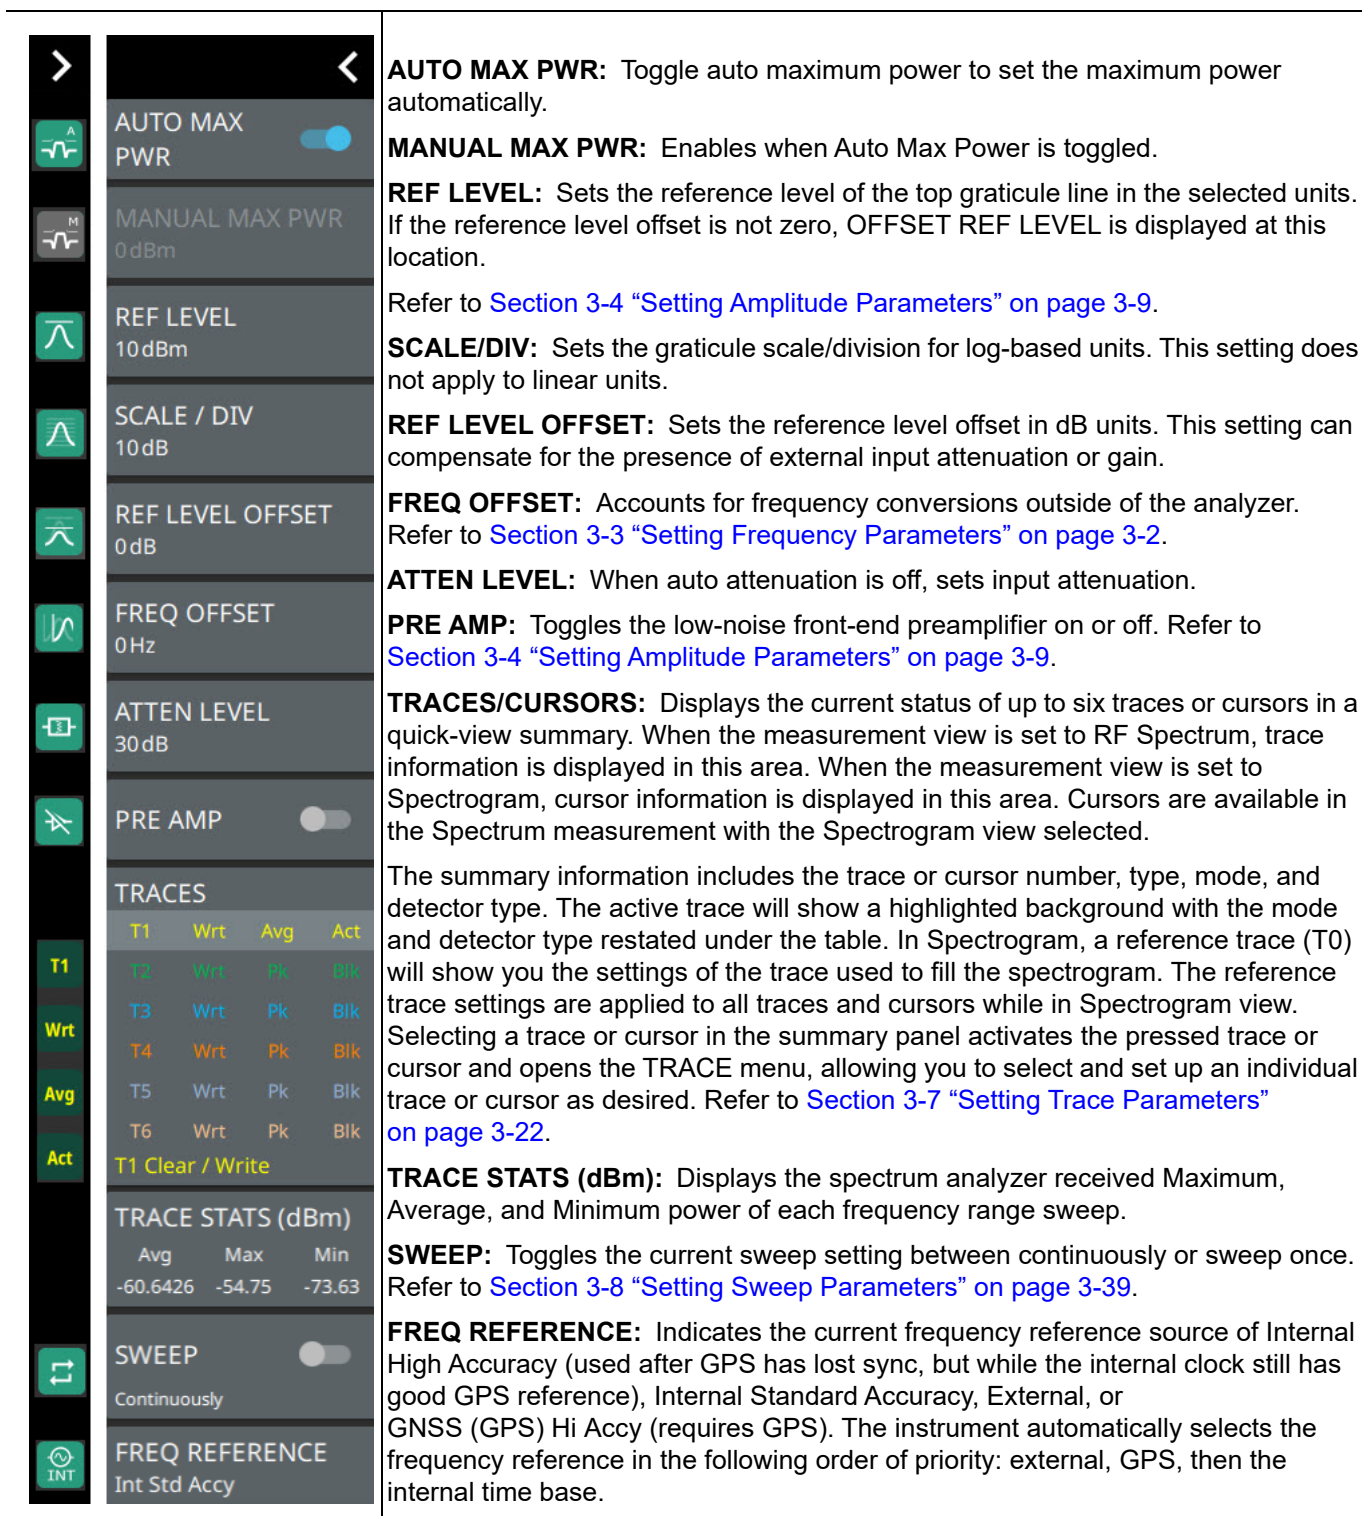 A
M
T1
Wrt
Avg
Act
INT
AUTO MAX
PWR
MANUAL MAX PWR
0 dBm
REF LEVEL
10 dBm
SCALE / DIV
10 dB
REF LEVEL OFFSET
0 dB
FREQ OFFSET
0 Hz
ATTEN LEVEL
30 dB
PRE AMP
TRACES
T1 Wrt Avg Act
T2 Wrt Pk Blk
T3 Wrt Pk Blk
T4 Wrt Pk Blk
T5 Wrt Pk Blk
T6 Wrt Pk Blk
T1 Clear / Write
TRACE STATS (dBm)
Avg Max Min
-60.6426 -54.75 -73.63
SWEEP
Continuously
FREQ REFERENCE
Int Std Accy
AUTO MAX PWR: Toggle auto maximum power to set the maximum power
automatically.
MANUAL MAX PWR: Enables when Auto Max Power is toggled.
REF LEVEL: Sets the reference level of the top graticule line in the selected units.
If the reference level offset is not zero, OFFSET REF LEVEL is displayed at this
location.
Refer to Section 3-4 “Setting Amplitude Parameters” on page 3-9.
SCALE/DIV: Sets the graticule scale/division for log-based units. This setting does
not apply to linear units.
REF LEVEL OFFSET: Sets the reference level offset in dB units. This setting can
compensate for the presence of external input attenuation or gain.
FREQ OFFSET: Accounts for frequency conversions outside of the analyzer.
Refer to Section 3-3 “Setting Frequency Parameters” on page 3-2.
ATTEN LEVEL: When auto attenuation is off, sets input attenuation.
PRE AMP: Toggles the low-noise front-end preamplifier on or off. Refer to
Section 3-4 “Setting Amplitude Parameters” on page 3-9.
TRACES/CURSORS: Displays the current status of up to six traces or cursors in a
quick-view summary. When the measurement view is set to RF Spectrum, trace
information is displayed in this area. When the measurement view is set to
Spectrogram, cursor information is displayed in this area. Cursors are available in
the Spectrum measurement with the Spectrogram view selected.
The summary information includes the trace or cursor number, type, mode, and
detector type. The active trace will show a highlighted background with the mode
and detector type restated under the table. In Spectrogram, a reference trace (T0)
will show you the settings of the trace used to fill the spectrogram. The reference
trace settings are applied to all traces and cursors while in Spectrogram view.
Selecting a trace or cursor in the summary panel activates the pressed trace or
cursor and opens the TRACE menu, allowing you to select and set up an individual
trace or cursor as desired. Refer to Section 3-7 “Setting Trace Parameters”
on page 3-22.
TRACE STATS (dBm): Displays the spectrum analyzer received Maximum,
Average, and Minimum power of each frequency range sweep.
SWEEP: Toggles the current sweep setting between continuously or sweep once.
Refer to Section 3-8 “Setting Sweep Parameters” on page 3-39.
FREQ REFERENCE: Indicates the current frequency reference source of Internal
High Accuracy (used after GPS has lost sync, but while the internal clock still has
good GPS reference), Internal Standard Accuracy, External, or
GNSS (GPS) Hi Accy (requires GPS). The instrument automatically selects the
frequency reference in the following order of priority: external, GPS, then the
internal time base.